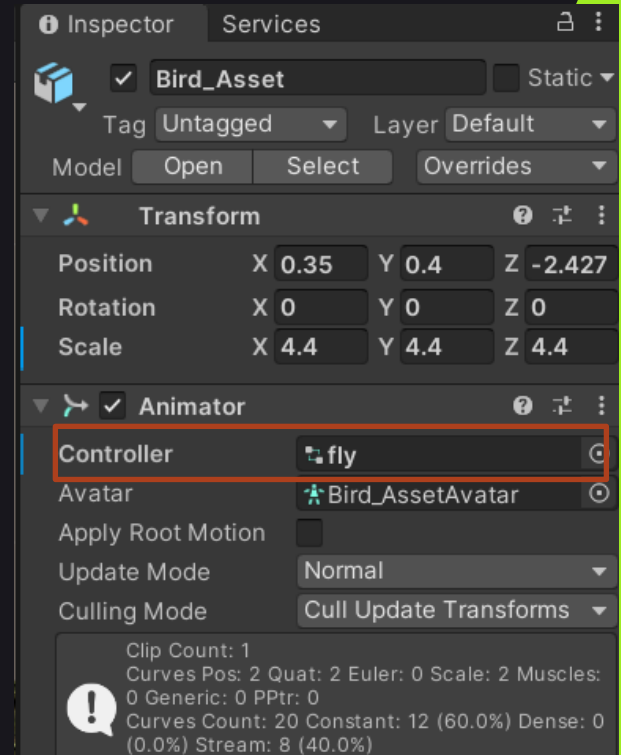 Inspector Services
Bird_Asset Static
Tag Untagged Layer Default
Model Open Select Overrides
Transform
Position X 0.35 Y 0.4 Z -2.427
Rotation X 0 Y 0 Z 0
Scale X 4.4 Y 4.4 Z 4.4
Animator
Controller fly
Avatar Bird_AssetAvatar
Apply Root Motion
Update Mode Normal
Culling Mode Cull Update Transforms
Clip Count: 1
Curves Pos: 2 Quat: 2 Euler: 0 Scale: 2 Muscles:
0 Generic: 0 PPtr: 0
Curves Count: 20 Constant: 12 (60.0%) Dense: 0
(0.0%) Stream: 8 (40.0%)